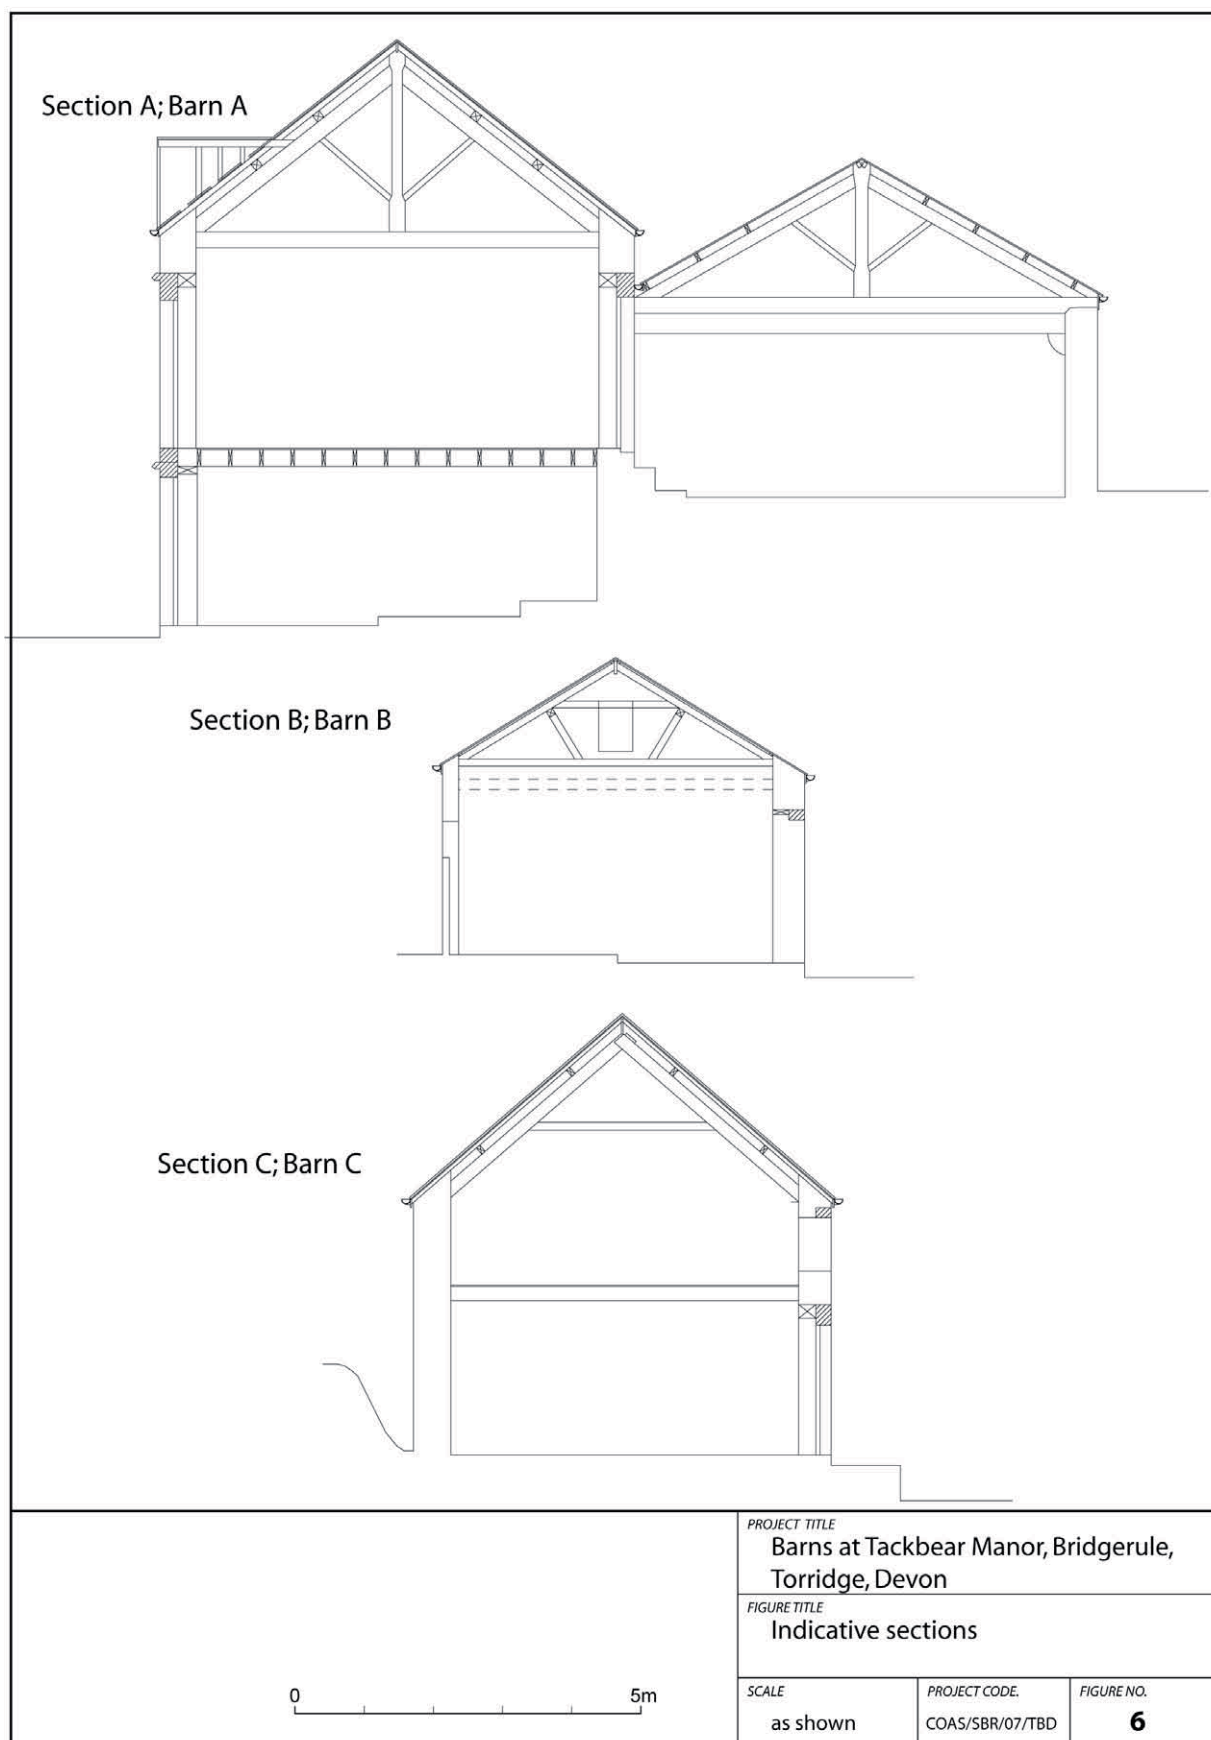 Section A; Barn A
Section B; Barn B
Section C; Barn C
0 5m
PROJECT TITLE
Barns at Tackbear Manor, Bridgerule,
Torridge, Devon
FIGURE TITLE
Indicative sections
SCALE
as shown
PROJECT CODE.
COAS/SBR/07/TBD
FIGURE NO.
6